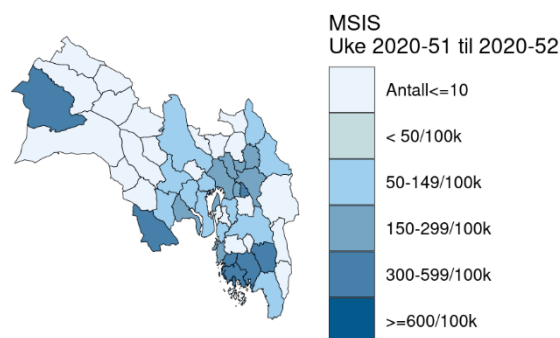 MSIS
Uke 2020-51 til 2020-52
Antall<=10
< 50/100k
50-149/100k
150-299/100k
300-599/100k
>=600/100k